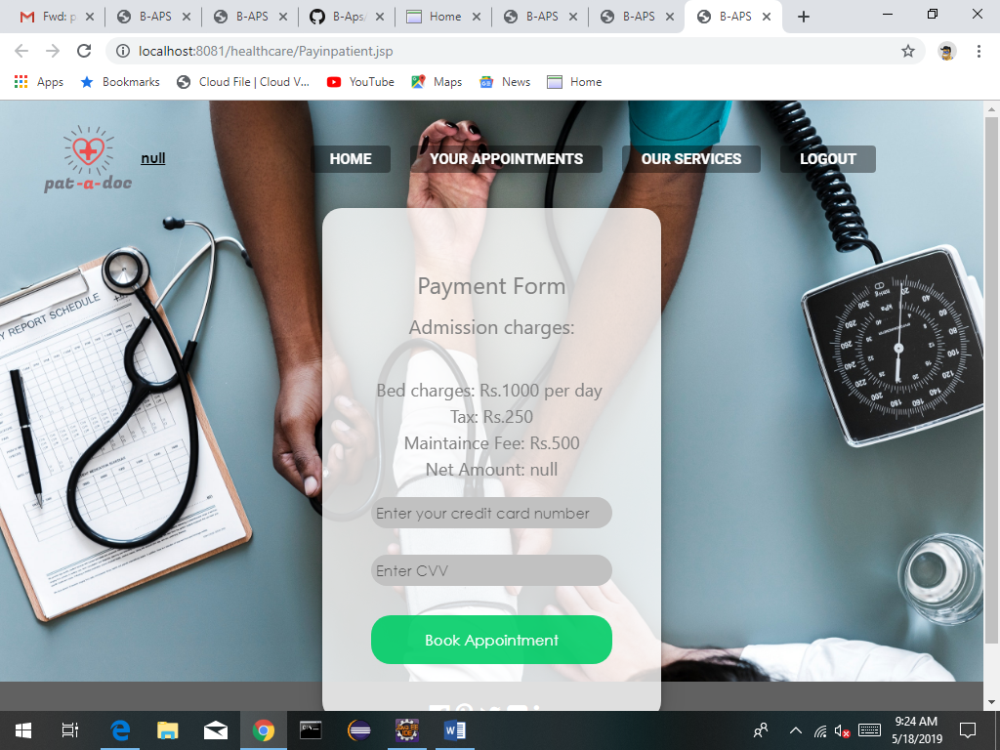 Fwd: p
B-APS
B-APS
B-Aps/
Home
B-APS
B-APS
B-APS
localhost:8081/healthcare/Payinpatient.jsp
Apps
Bookmarks
Cloud File | Cloud V...
YouTube
Maps
News
Home
pat-a-doc
null
HOME
YOUR APPOINTMENTS
OUR SERVICES
LOGOUT
REPORT SCHEDULE
Payment Form
Admission charges:
Bed charges: Rs.1000 per day
Tax: Rs.250
Maintaince Fee: Rs.500
Net Amount: null
Enter your credit card number
Enter CVV
Book Appointment
9:24 AM
5/18/2019